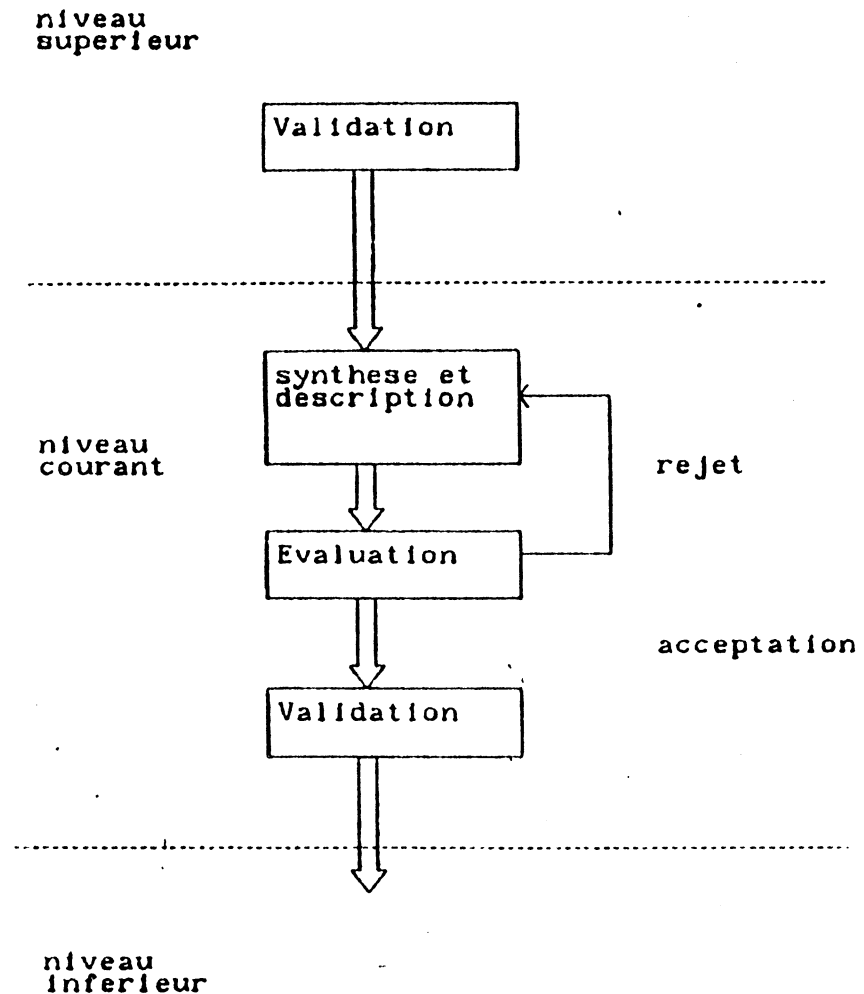 niveau
superieur
Validation
synthese et
description
niveau
courant
rejet
Evaluation
acceptation
Validation
niveau
inferieur